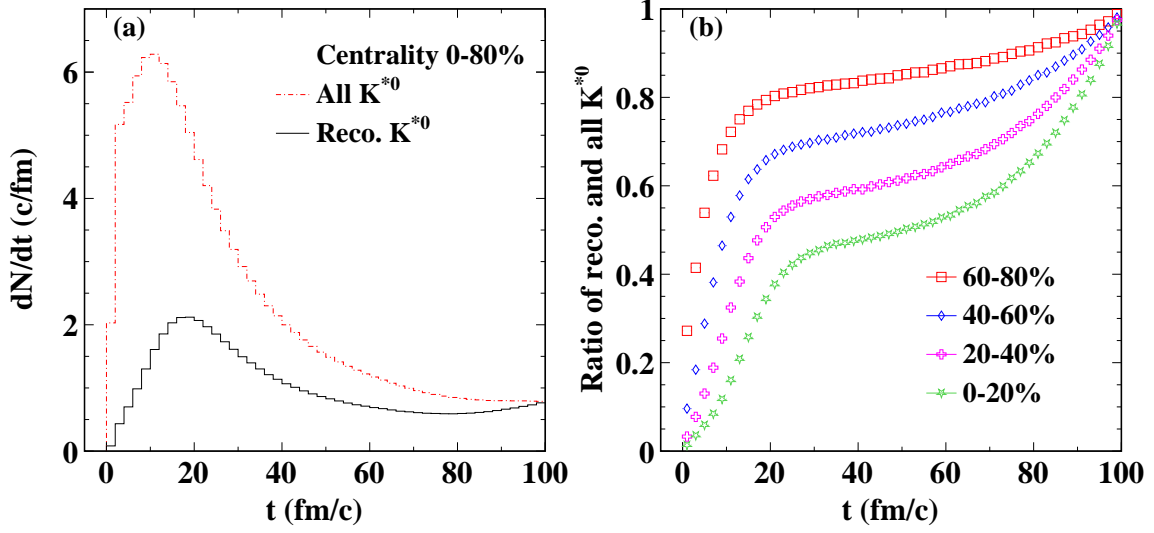 (a)
Centrality 0-80%
All K*0
Reco. K*0
dN/dt (c/fm)
6
4
2
0
0 20 40 60 80 100
t (fm/c)
(b)
Ratio of reco. and all K*0
1
0.8
0.6
0.4
0.2
0
60-80%
40-60%
20-40%
0-20%
0 20 40 60 80 100
t (fm/c)